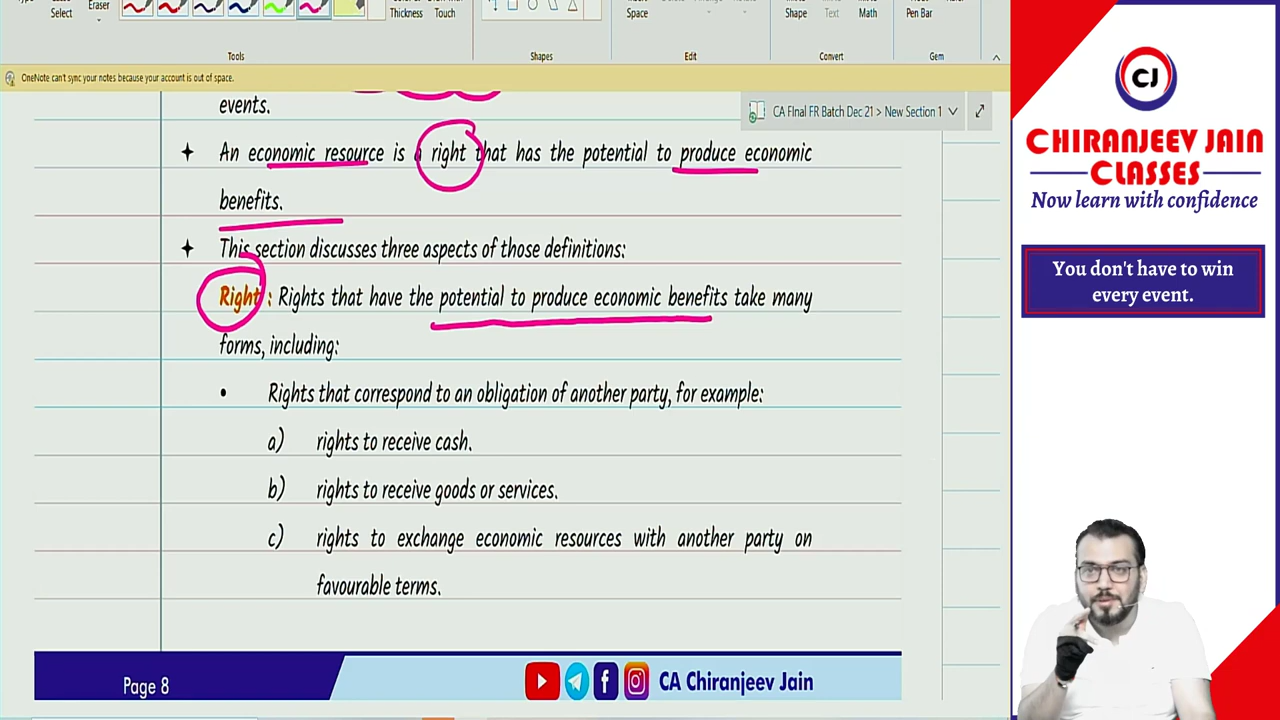 Eraser
Select
Thickness
Touch
Space
Shape
Text
Math
Pen Bar
Tools
Shapes
Edit
Convert
Gem
OneNote can't sync your notes because your account is out of space.
CA FInal FR Batch Dec 21 > New Section 1
events.
An economic resource is a right that has the potential to produce economic
benefits.
This section discusses three aspects of those definitions:
Right : Rights that have the potential to produce economic benefits take many
forms, including:
• Rights that correspond to an obligation of another party, for example:
a) rights to receive cash.
b) rights to receive goods or services.
c) rights to exchange economic resources with another party on
favourable terms.
Page 8
CA Chiranjeev Jain
CJ
CHIRANJEEV JAIN
CLASSES
Now learn with confidence
You don't have to win
every event.